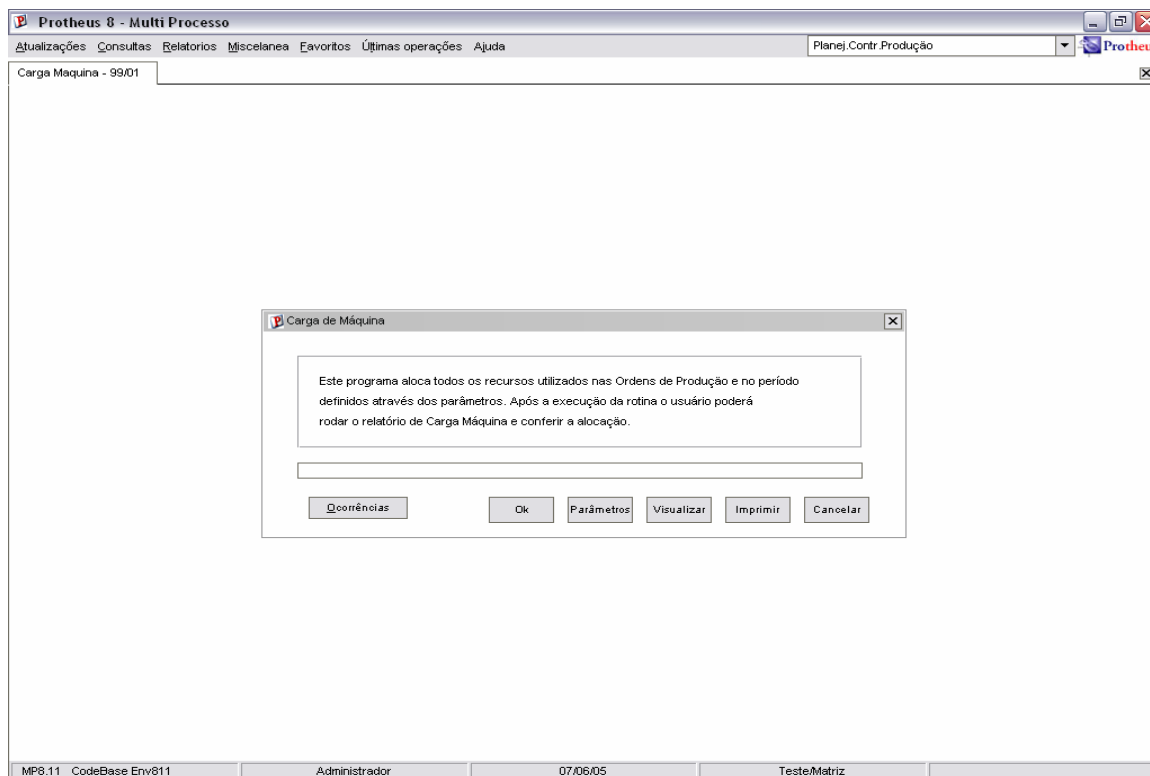 Protheus 8 - Multi Processo
Atualizações Consultas Relatorios Miscelanea Favoritos Últimas operações Ajuda Planej.Contr.Produção Protheu
Carga Maquina - 99/01
Carga de Máquina
Este programa aloca todos os recursos utilizados nas Ordens de Produção e no período
definidos através dos parâmetros. Após a execução da rotina o usuário poderá
rodar o relatório de Carga Máquina e conferir a alocação.
Ocorrências Ok Parâmetros Visualizar Imprimir Cancelar
MP8.11 CodeBase Env811 Administrador 07/06/05 Teste/Matriz